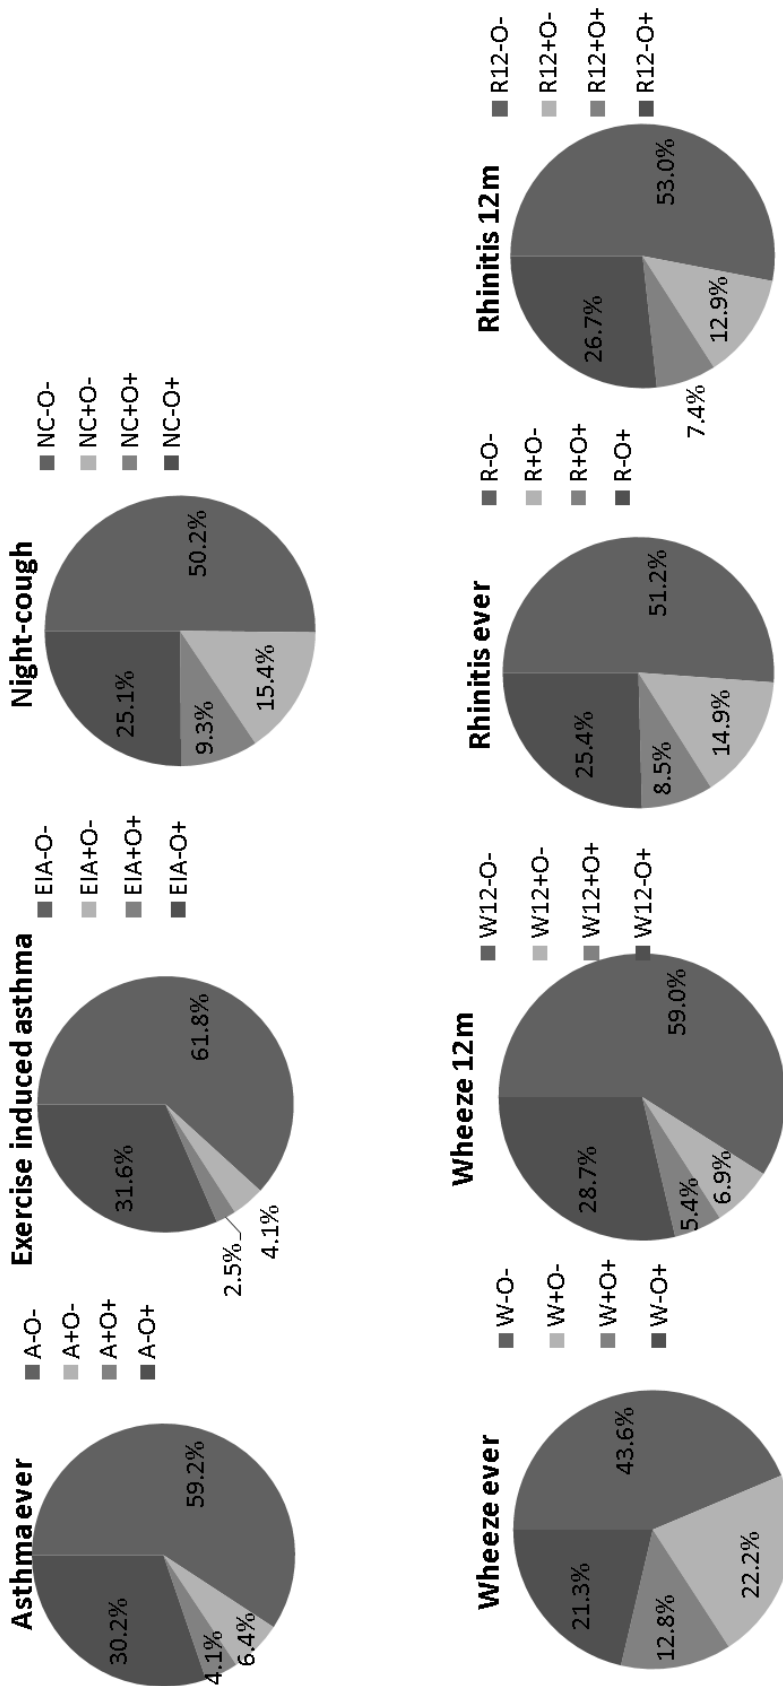 Asthma ever
A-O-
A+O-
A+O+
A-O+
59.2%
6.4%
4.1%
30.2%
Exercise induced asthma
EIA-O-
EIA+O-
EIA+O+
EIA-O+
61.8%
4.1%
2.5%
31.6%
Night-cough
NC-O-
NC+O-
NC+O+
NC-O+
50.2%
15.4%
9.3%
25.1%
Wheeze ever
W-O-
W+O-
W+O+
W-O+
43.6%
22.2%
12.8%
21.3%
Wheeze 12m
W12-O-
W12+O-
W12+O+
W12-O+
59.0%
6.9%
5.4%
28.7%
Rhinitis ever
R-O-
R+O-
R+O+
R-O+
51.2%
14.9%
8.5%
25.4%
Rhinitis 12m
R12-O-
R12+O-
R12+O+
R12-O+
53.0%
12.9%
7.4%
26.7%